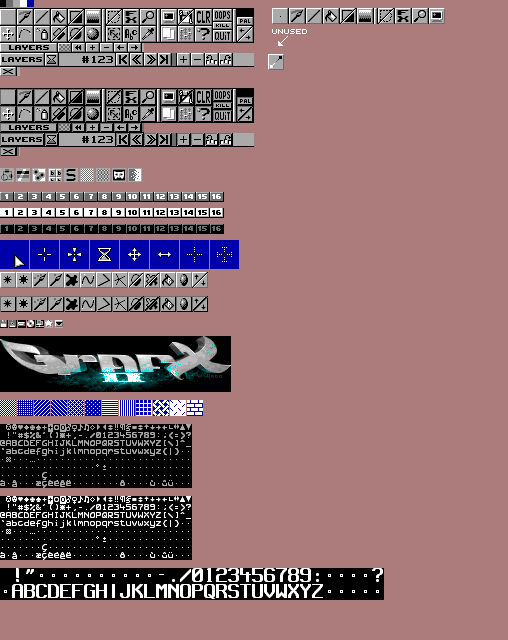 CLR OOPS KILL PAL QUIT
UNUSED
LAYERS
LAYERS #123
CLR OOPS KILL PAL QUIT
LAYERS
LAYERS #123
1 2 3 4 5 6 7 8 9 10 11 12 13 14 15 16
1 2 3 4 5 6 7 8 9 10 11 12 13 14 15 16
1 2 3 4 5 6 7 8 9 10 11 12 13 14 15 16
GrafX
II
!"#$%&'()*+,-./0123456789:;<=>?
@ABCDEFGHIJKLMNOPQRSTUVWXYZ[\]^_
`abcdefghijklmnopqrstuvwxyz{|}
!"#$%&'()*+,-./0123456789:;<=>?
@ABCDEFGHIJKLMNOPQRSTUVWXYZ[\]^_
`abcdefghijklmnopqrstuvwxyz{|}
!" -./0123456789: ?
ABCDEFGHIJKLMNOPQRSTUVWXYZ